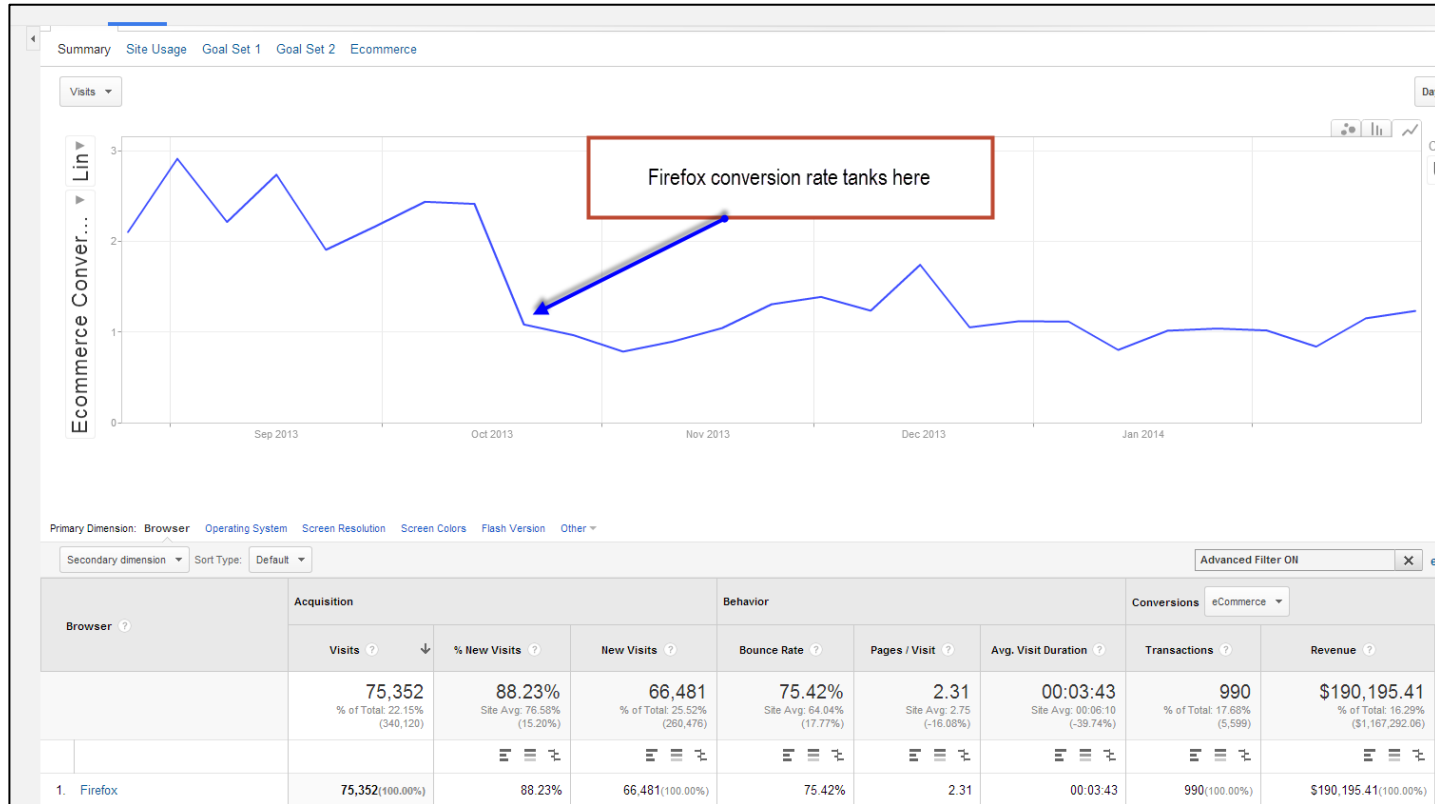 Summary Site Usage Goal Set 1 Goal Set 2 Ecommerce
Visits
Firefox conversion rate tanks here
Lin
Ecommerce Conver...
3
2
1
0
Sep 2013 Oct 2013 Nov 2013 Dec 2013 Jan 2014
Primary Dimension: Browser Operating System Screen Resolution Screen Colors Flash Version Other
Secondary dimension Sort Type: Default Advanced Filter ON
Browser Acquisition Behavior Conversions eCommerce
Visits % New Visits New Visits Bounce Rate Pages / Visit Avg. Visit Duration Transactions Revenue
75,352 88.23% 66,481 75.42% 2.31 00:03:43 990 $190,195.41
% of Total: 22.15% Site Avg: 76.58% % of Total: 25.52% Site Avg: 64.04% Site Avg: 2.75 Site Avg: 00:06:10 % of Total: 17.68% % of Total: 16.29%
(340,120) (15.20%) (260,476) (17.77%) (-16.08%) (-39.74%) (5,599) ($1,167,292.06)
1. Firefox 75,352(100.00%) 88.23% 66,481(100.00%) 75.42% 2.31 00:03:43 990(100.00%) $190,195.41(100.00%)